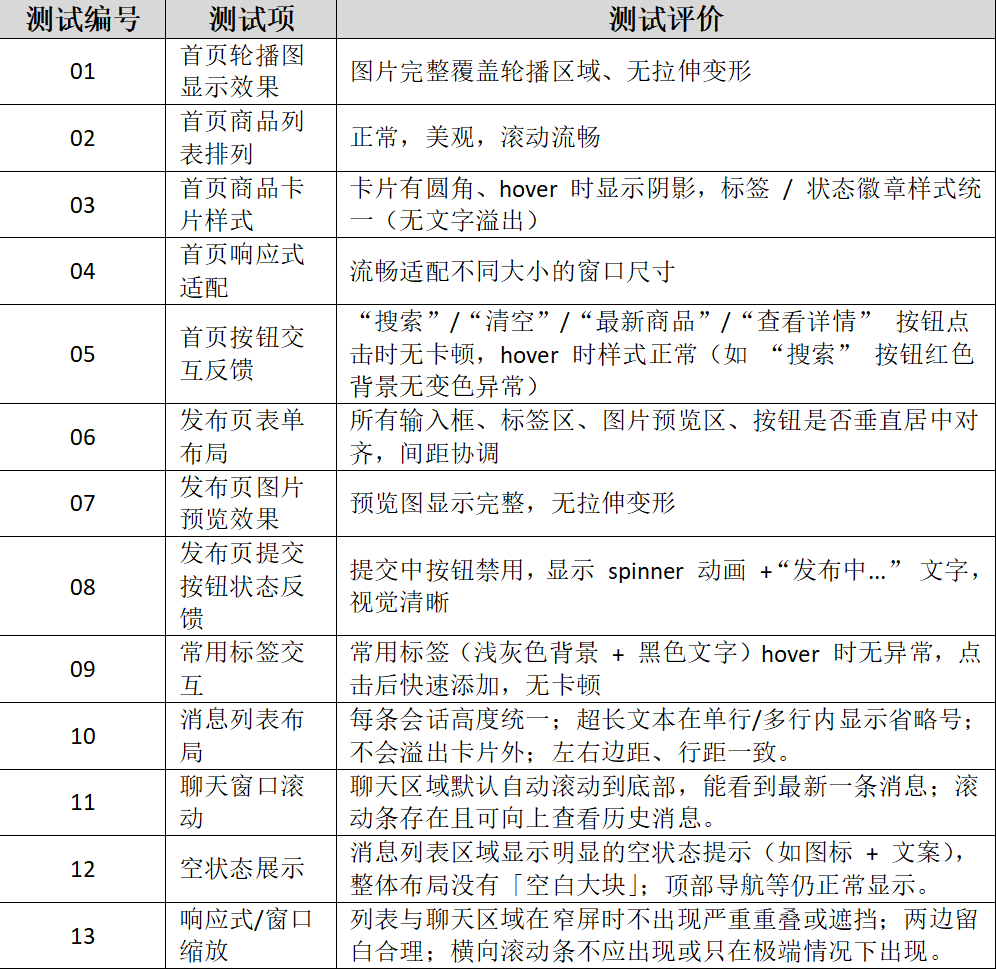 测试编号 测试项 测试评价
01 首页轮播图
显示效果 图片完整覆盖轮播区域、无拉伸变形
02 首页商品列
表排列 正常，美观，滚动流畅
03 首页商品卡
片样式 卡片有圆角、hover 时显示阴影，标签 / 状态徽章样式统
一（无文字溢出）
04 首页响应式
适配 流畅适配不同大小的窗口尺寸
05 首页按钮交
互反馈 “搜索”/“清空”/“最新商品”/“查看详情” 按钮点
击时无卡顿，hover 时样式正常（如 “搜索” 按钮红色
背景无变色异常）
06 发布页表单
布局 所有输入框、标签区、图片预览区、按钮是否垂直居中对
齐，间距协调
07 发布页图片
预览效果 预览图显示完整，无拉伸变形
08 发布页提交
按钮状态反
馈 提交中按钮禁用，显示 spinner 动画 +“发布中…” 文字，
视觉清晰
09 常用标签交
互 常用标签（浅灰色背景 + 黑色文字）hover 时无异常，点
击后快速添加，无卡顿
10 消息列表布
局 每条会话高度统一；超长文本在单行/多行内显示省略号；
不会溢出卡片外；左右边距、行距一致。
11 聊天窗口滚
动 聊天区域默认自动滚动到底部，能看到最新一条消息；滚
动条存在且可向上查看历史消息。
12 空状态展示 消息列表区域显示明显的空状态提示（如图标 + 文案），
整体布局没有「空白大块」；顶部导航等仍正常显示。
13 响应式/窗口
缩放 列表与聊天区域在窄屏时不出现严重重叠或遮挡；两边留
白合理；横向滚动条不应出现或只在极端情况下出现。